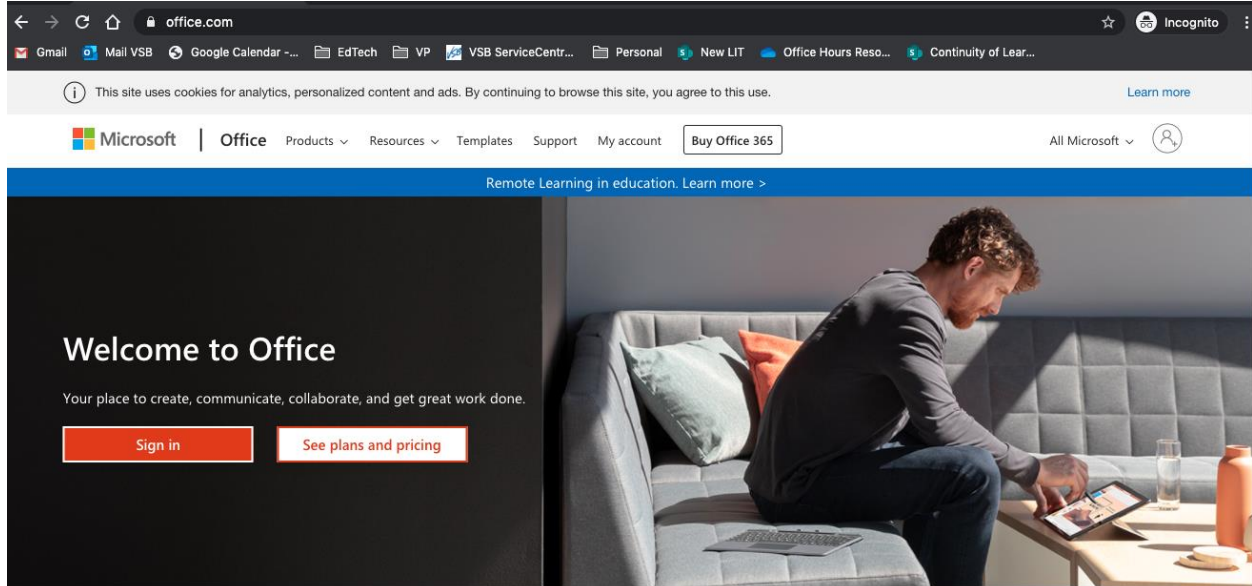 office.com Incognito
Gmail Mail VSB Google Calendar -... EdTech VP VSB ServiceCentr... Personal New LIT Office Hours Reso... Continuity of Lear...
This site uses cookies for analytics, personalized content and ads. By continuing to browse this site, you agree to this use. Learn more
Microsoft | Office Products Resources Templates Support My account Buy Office 365 All Microsoft
Remote Learning in education. Learn more >
Welcome to Office
Your place to create, communicate, collaborate, and get great work done.
Sign in See plans and pricing